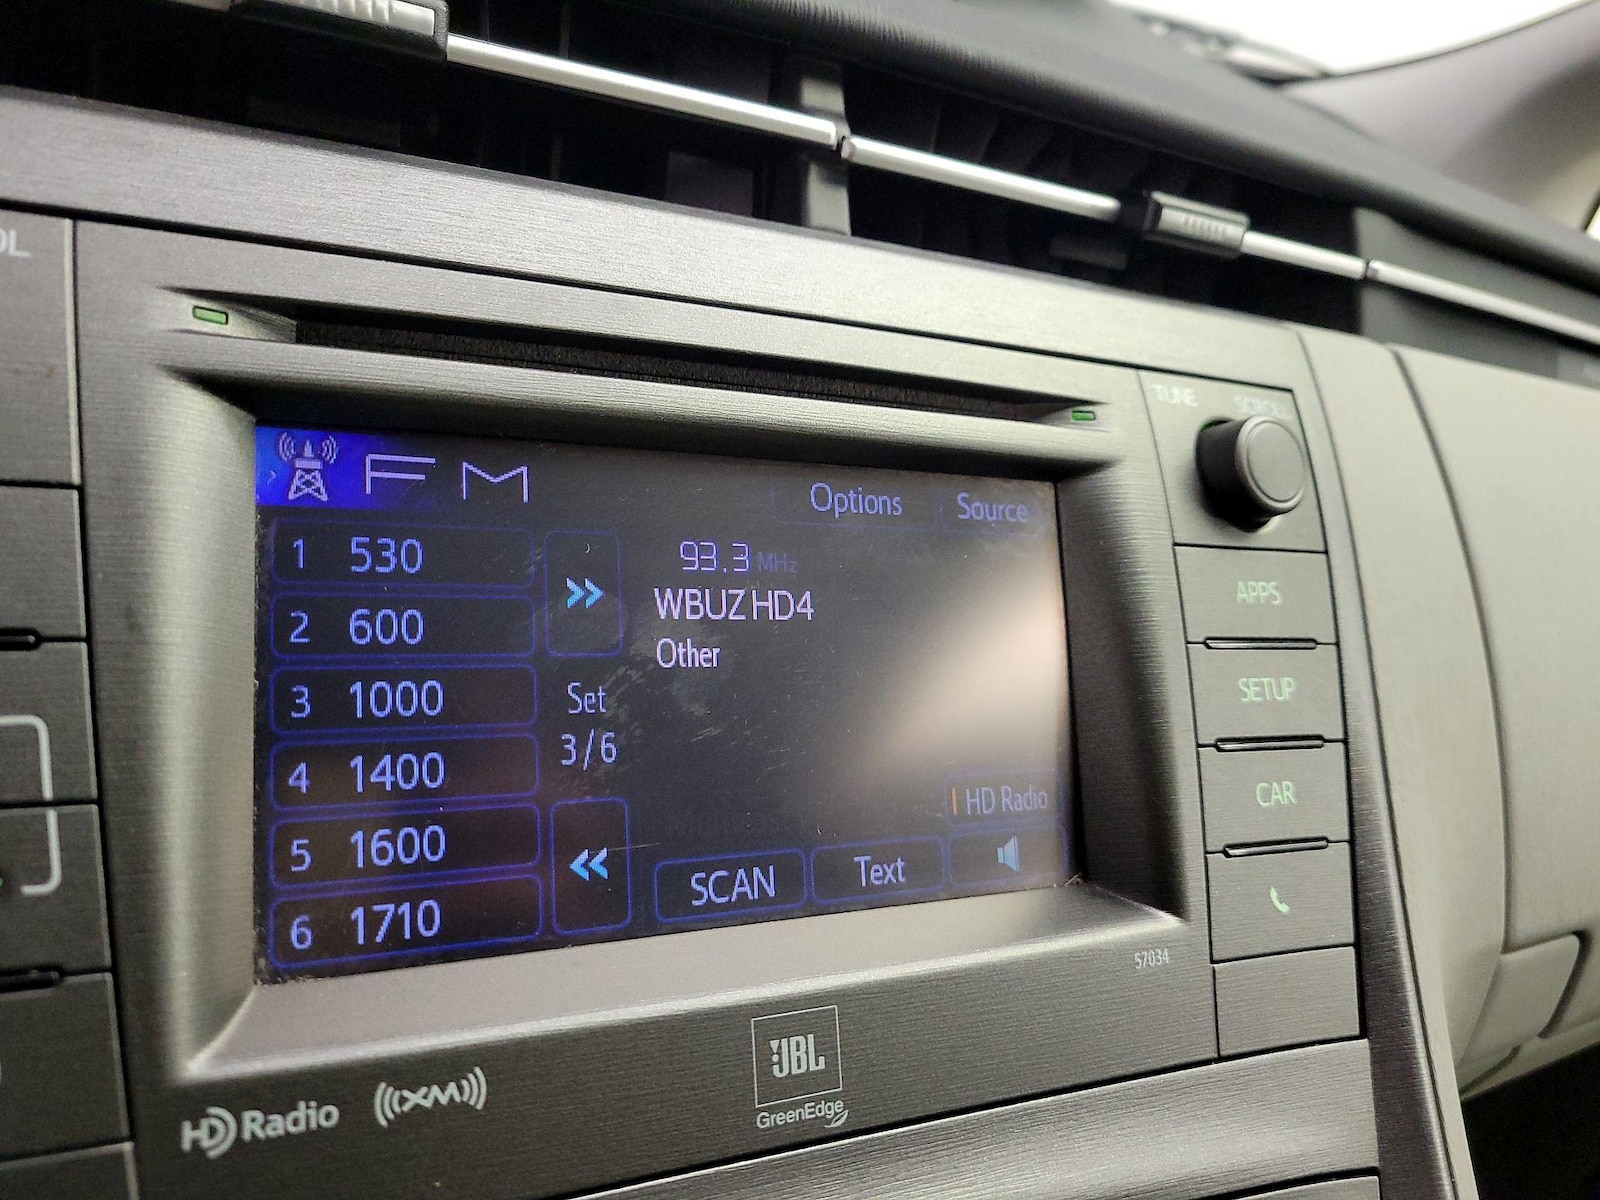 OL
TUNE SCROLL
FM
Options
Source
1 530
2 600
3 1000
4 1400
5 1600
6 1710
Set
3/6
93.3 MHz
WBUZ HD4
Other
HD Radio
SCAN
Text
APPS
SETUP
CAR
57034
HD Radio
((XM))
JBL
GreenEdge